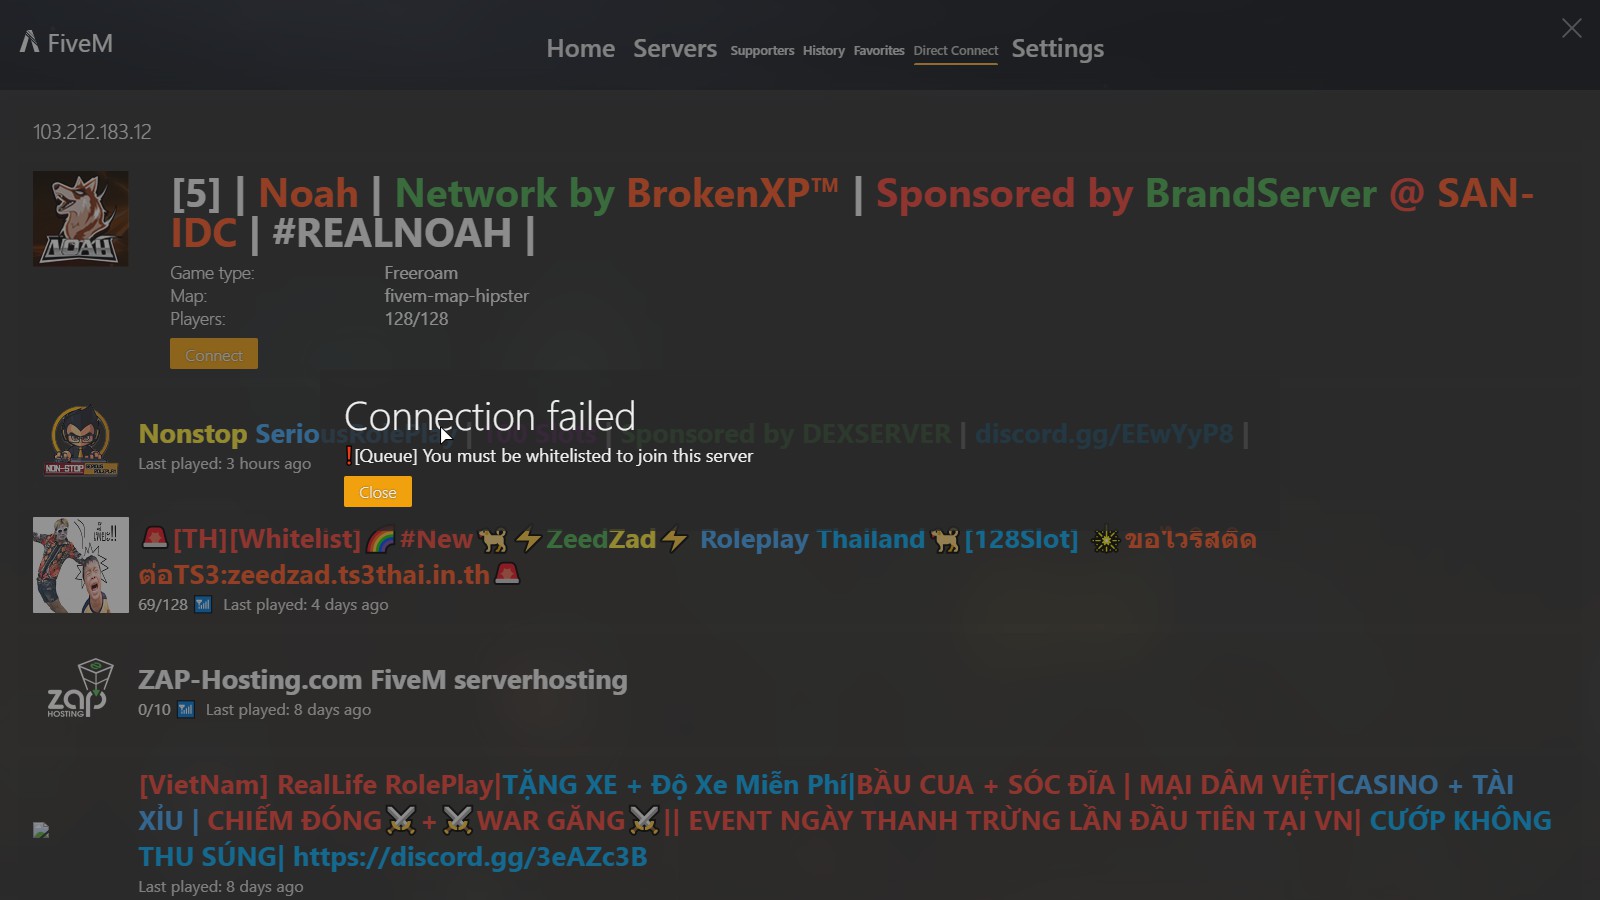 FiveM
Home Servers Supporters History Favorites Direct Connect Settings
103.212.183.12
[5] | Noah | Network by BrokenXP™ | Sponsored by BrandServer @ SAN-
IDC | #REALNOAH |
NOAH
Game type: Freeroam
Map: fivem-map-hipster
Players: 128/128
Connect
Connection failed
❗[Queue] You must be whitelisted to join this server
Close
Nonstop SeriousRolePlay | Slots | Sponsored by DEXSERVER | discord.gg/EEwYyP8 |
NON-STOP
Last played: 3 hours ago
🚨[TH][Whitelist]🌈#New🐕⚡ZeedZad⚡ Roleplay Thailand🐕[128Slot] ✴ขอไวริสติด
ต่อTS3:zeedzad.ts3thai.in.th🚨
69/128 📶 Last played: 4 days ago
ZAP-Hosting.com FiveM serverhosting
zap
HOSTING
0/10 📶 Last played: 8 days ago
[VietNam] RealLife RolePlay|TẶNG XE + Độ Xe Miễn Phí|BẦU CUA + SÓC ĐĨA | MẠI DÂM VIỆT|CASINO + TÀI
XỈU | CHIẾM ĐÓNG⚔+⚔WAR GĂNG⚔|| EVENT NGÀY THANH TRỪNG LẦN ĐẦU TIÊN TẠI VN| CƯỚP KHÔNG
THU SÚNG| https://discord.gg/3eAZc3B
Last played: 8 days ago